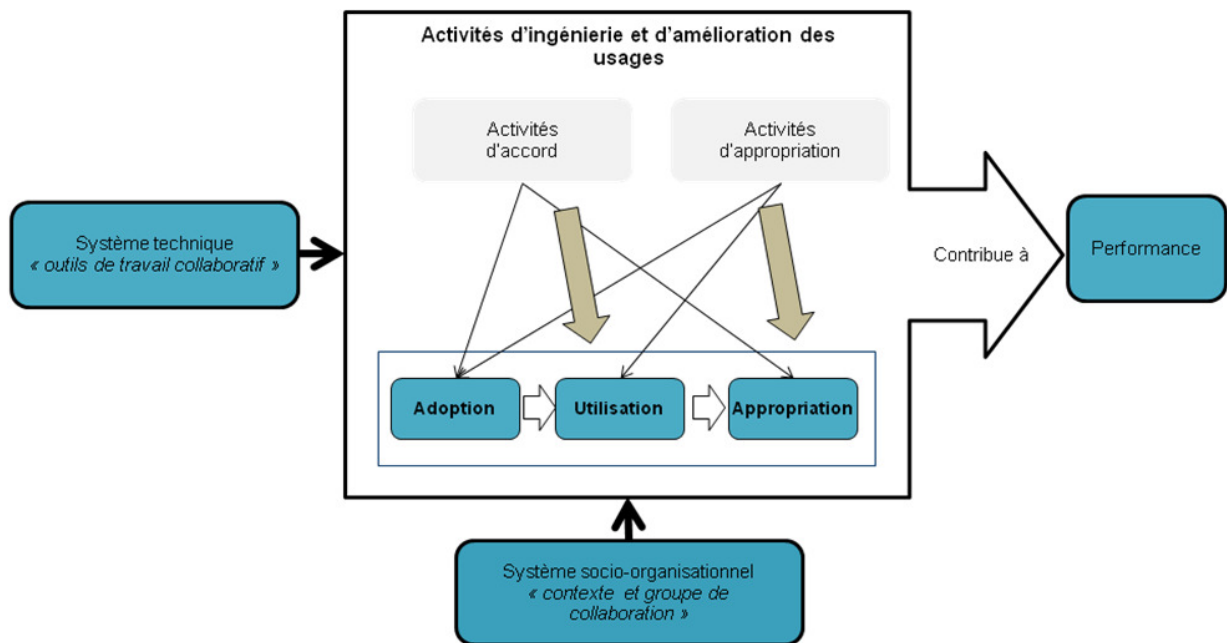 Activités d'ingénierie et d'amélioration des
usages
Activités
d'accord
Activités
d'appropriation
Système technique
« outils de travail collaboratif »
Contribue à
Performance
Adoption
Utilisation
Appropriation
Système socio-organisationnel
« contexte et groupe de
collaboration »